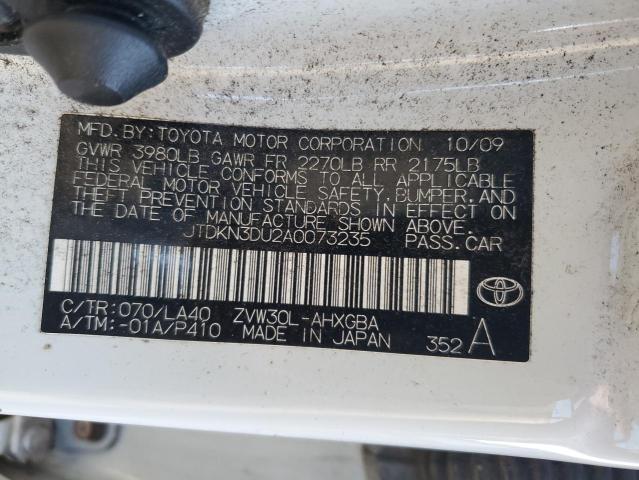 MFD. BY: TOYOTA MOTOR CORPORATION 10/09
GVWR 3980LB GAWR FR 2270LB RR 2175LB
THIS VEHICLE CONFORMS TO ALL APPLICABLE
FEDERAL MOTOR VEHICLE SAFETY, BUMPER, AND
THEFT PREVENTION STANDARDS IN EFFECT ON
THE DATE OF MANUFACTURE SHOWN ABOVE.
JTDKN3DU2A0073235 PASS. CAR
C/TR: 070/LA40 ZVW30L-AHXGBA
A/TM: -01A/P410 MADE IN JAPAN 352 A